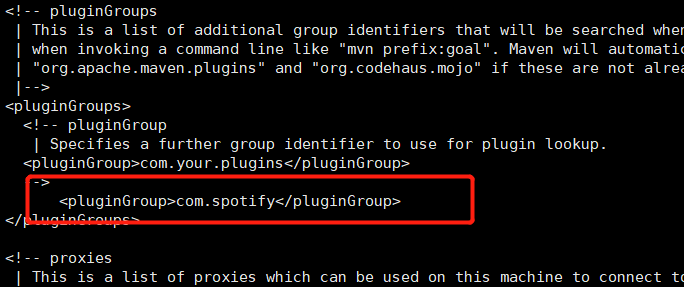 <!-- pluginGroups
 | This is a list of additional group identifiers that will be searched when
 | when invoking a command line like "mvn prefix:goal". Maven will automatic
 | "org.apache.maven.plugins" and "org.codehaus.mojo" if these are not alrea
 |-->
<pluginGroups>
  <!-- pluginGroup
   | Specifies a further group identifier to use for plugin lookup.
  <pluginGroup>com.your.plugins</pluginGroup>
  -->
      <pluginGroup>com.spotify</pluginGroup>
</pluginGroups>
<!-- proxies
 | This is a list of proxies which can be used on this machine to connect to